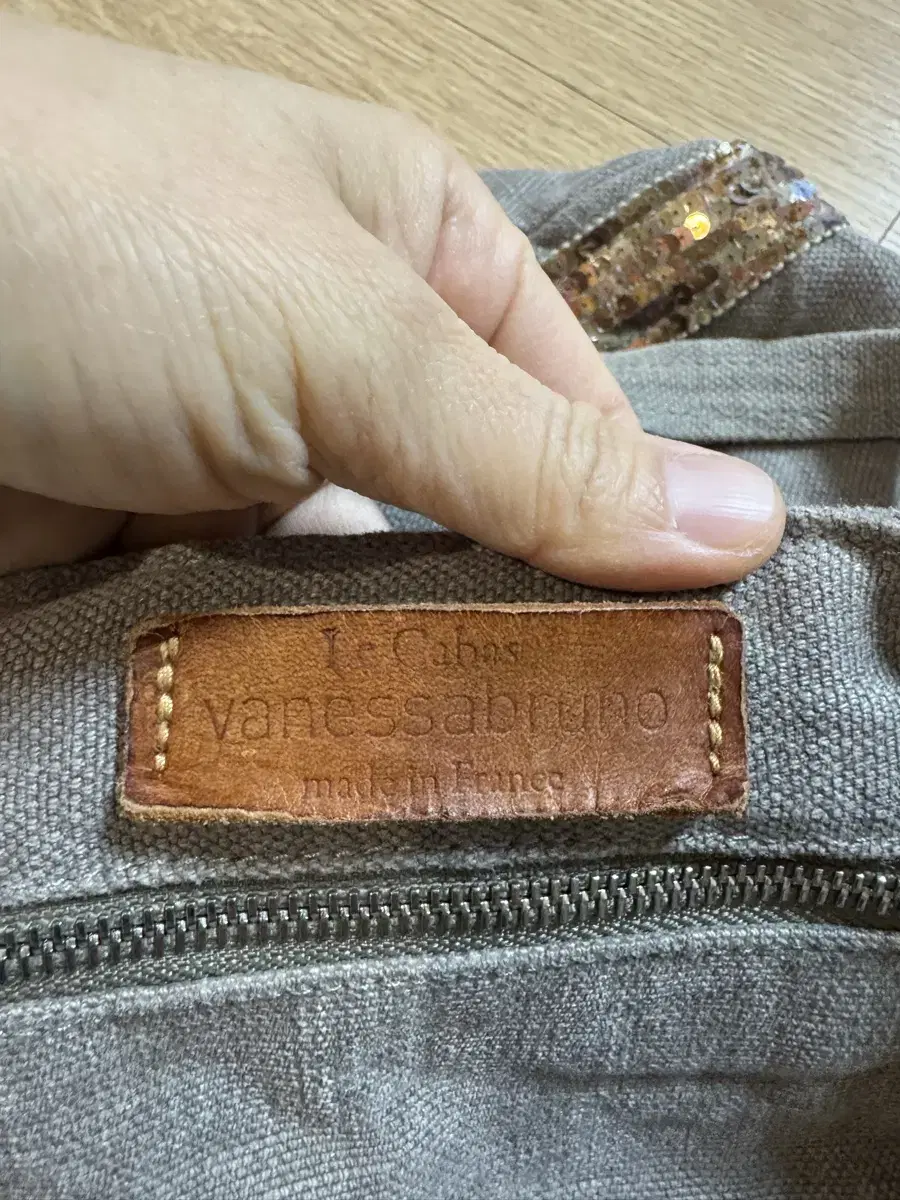 Le Cabas
vanessabruno
made in France